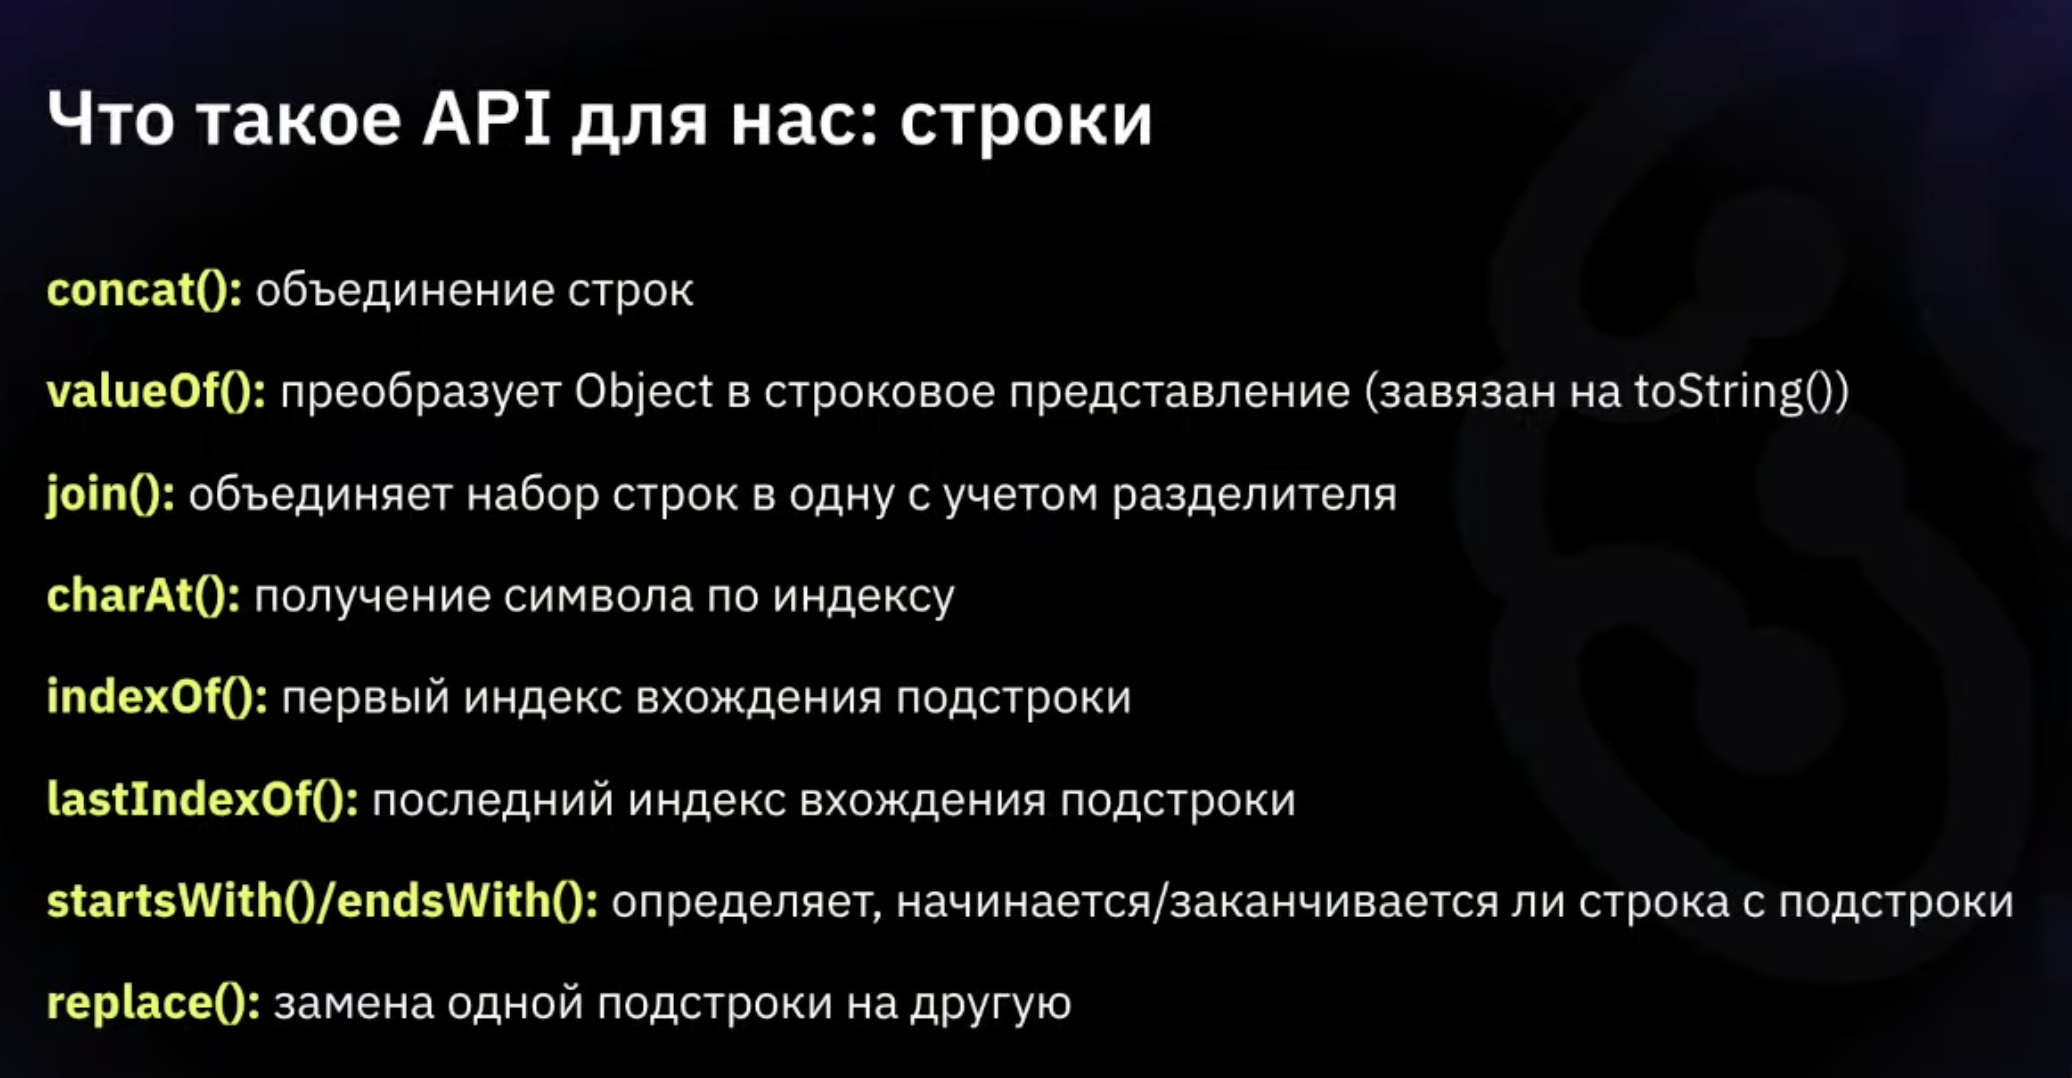 Что такое API для нас: строки
concat(): объединение строк
valueOf(): преобразует Object в строковое представление (завязан на toString())
join(): объединяет набор строк в одну с учетом разделителя
charAt(): получение символа по индексу
indexOf(): первый индекс вхождения подстроки
lastIndexOf(): последний индекс вхождения подстроки
startsWith()/endsWith(): определяет, начинается/заканчивается ли строка с подстроки
replace(): замена одной подстроки на другую